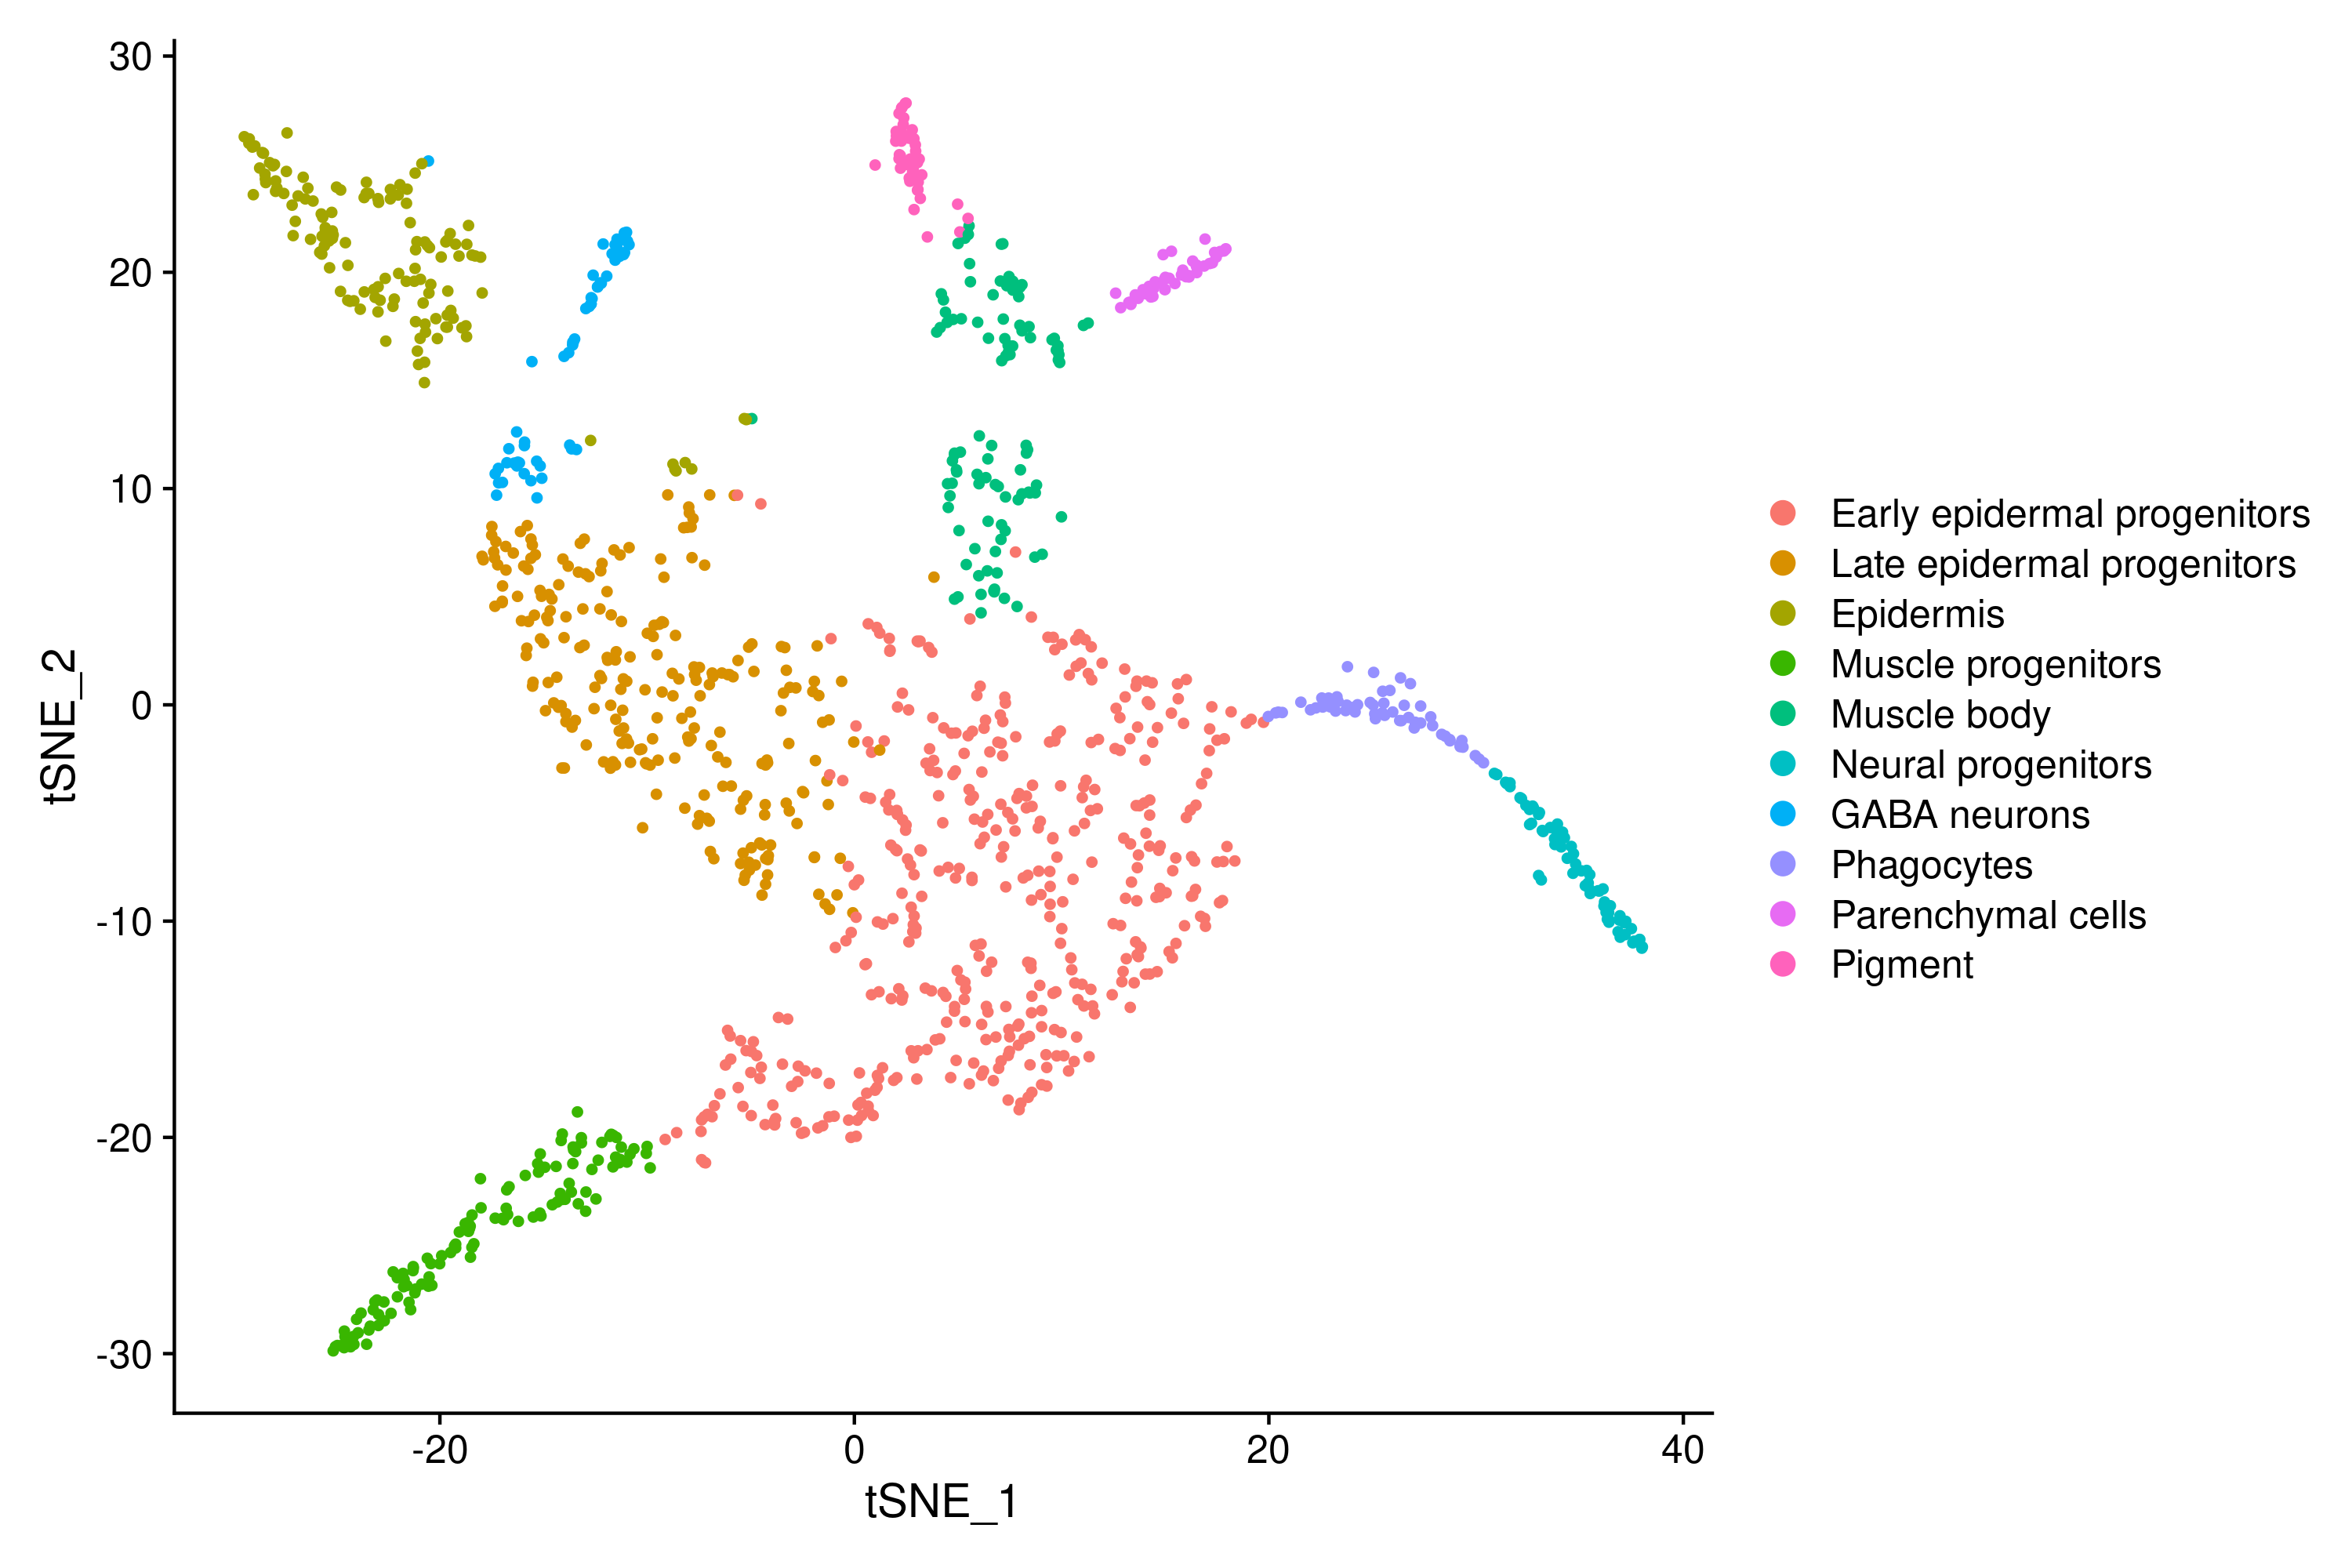 30
20
10
0
-10
-20
-30
tSNE_2
-20
0
20
40
tSNE_1
Early epidermal progenitors
Late epidermal progenitors
Epidermis
Muscle progenitors
Muscle body
Neural progenitors
GABA neurons
Phagocytes
Parenchymal cells
Pigment